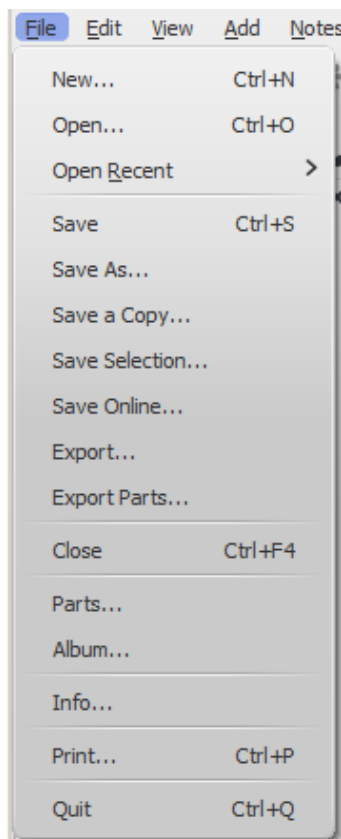 File Edit View Add Notes
New... Ctrl+N
Open... Ctrl+O
Open Recent >
Save Ctrl+S
Save As...
Save a Copy...
Save Selection...
Save Online...
Export...
Export Parts...
Close Ctrl+F4
Parts...
Album...
Info...
Print... Ctrl+P
Quit Ctrl+Q